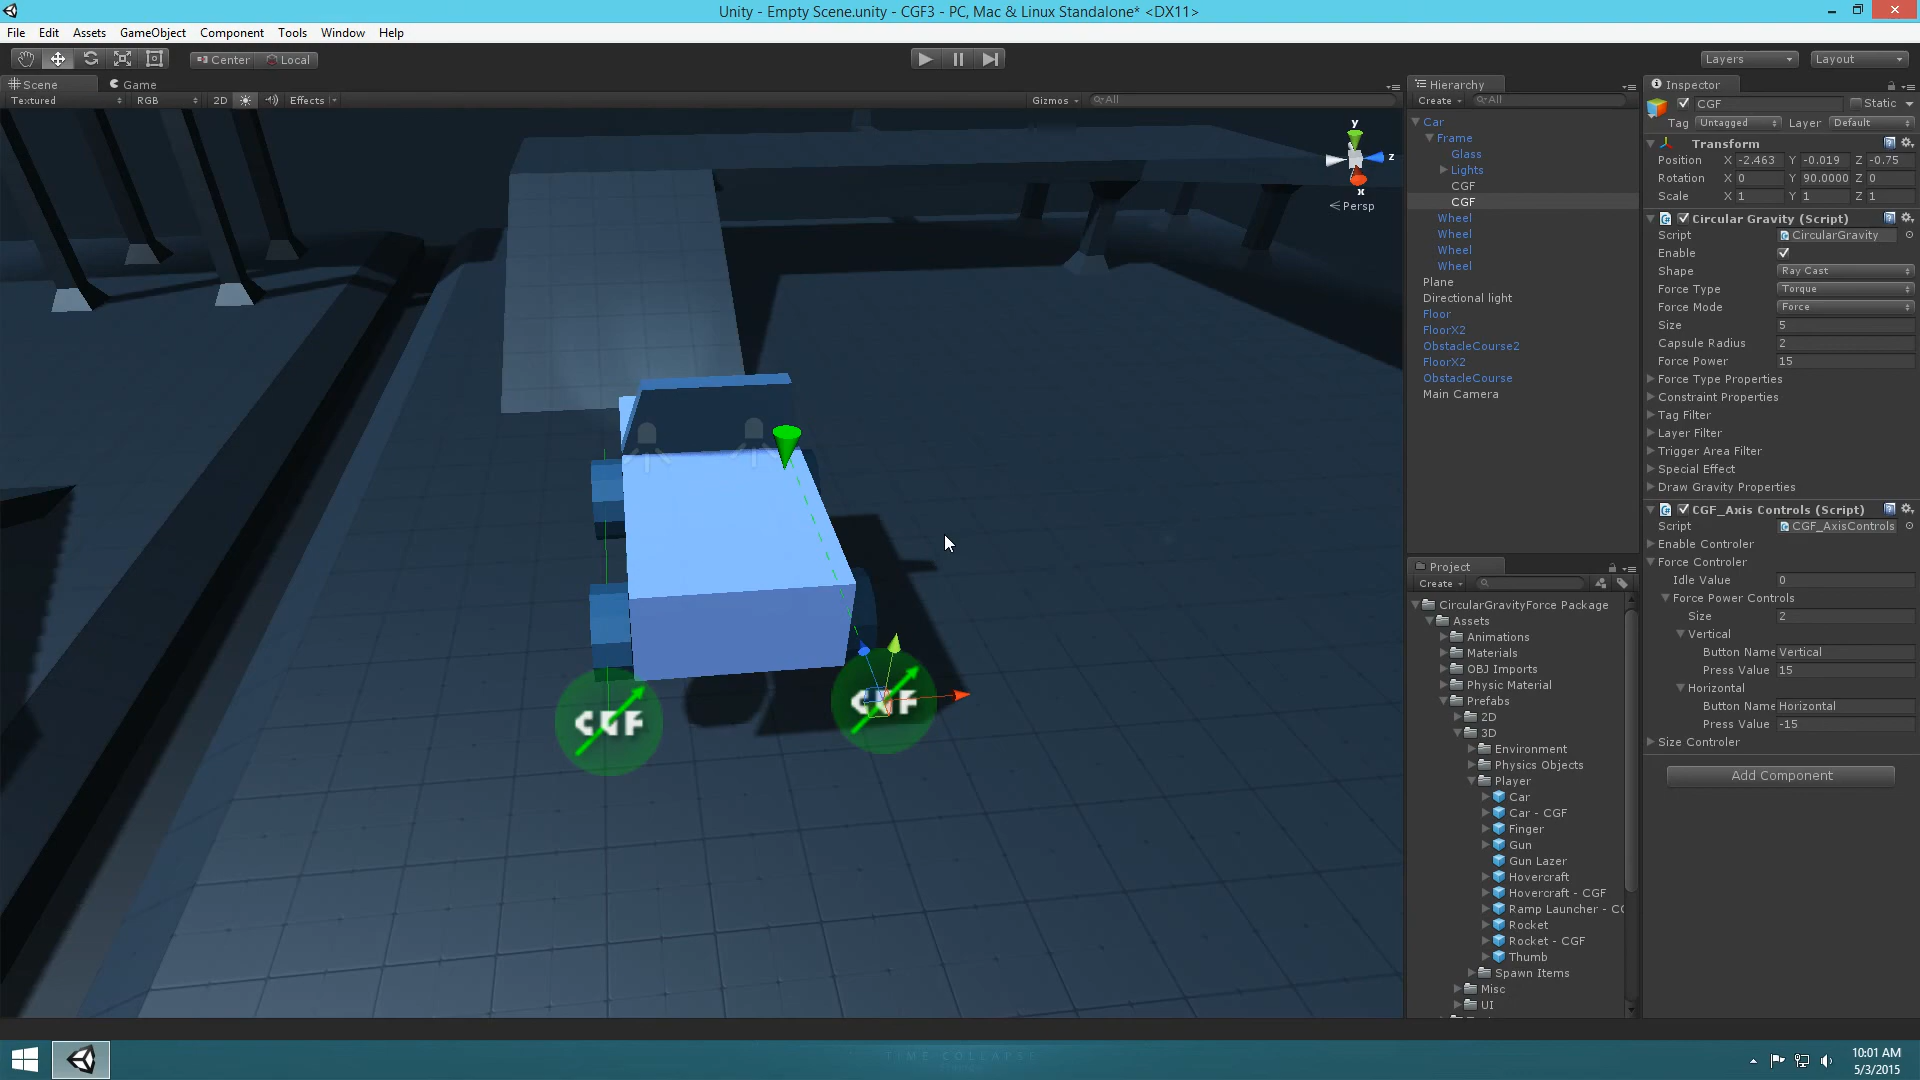 Unity - Empty Scene.unity - CGF3 - PC, Mac & Linux Standalone* <DX11>
File Edit Assets GameObject Component Tools Window Help
Center Local
Layers Layout
Scene Game
Textured RGB 2D Effects Gizmos All
y
z
x
Persp
CGF
CGF
Hierarchy
Create All
Car
Frame
Glass
Lights
CGF
CGF
Wheel
Wheel
Wheel
Wheel
Plane
Directional light
Floor
FloorX2
ObstacleCourse2
FloorX2
ObstacleCourse
Main Camera
Project
Create
CircularGravityForce Package
Assets
Animations
Materials
OBJ Imports
Physic Material
Prefabs
2D
3D
Environment
Physics Objects
Player
Car
Car - CGF
Finger
Gun
Gun Lazer
Hovercraft
Hovercraft - CGF
Ramp Launcher - CG
Rocket
Rocket - CGF
Thumb
Spawn Items
Misc
UI
Inspector
CGF Static
Tag Untagged Layer Default
Transform
Position X -2.463 Y -0.019 Z -0.75
Rotation X 0 Y 90.0000 Z 0
Scale X 1 Y 1 Z 1
Circular Gravity (Script)
Script CircularGravity
Enable
Shape Ray Cast
Force Type Torque
Force Mode Force
Size 5
Capsule Radius 2
Force Power 15
Force Type Properties
Constraint Properties
Tag Filter
Layer Filter
Trigger Area Filter
Special Effect
Draw Gravity Properties
CGF_Axis Controls (Script)
Script CGF_AxisControls
Enable Controler
Force Controler
Idle Value 0
Force Power Controls
Size 2
Vertical
Button Name Vertical
Press Value 15
Horizontal
Button Name Horizontal
Press Value -15
Size Controler
Add Component
TIME COLLAPSE
10:01 AM
5/3/2015